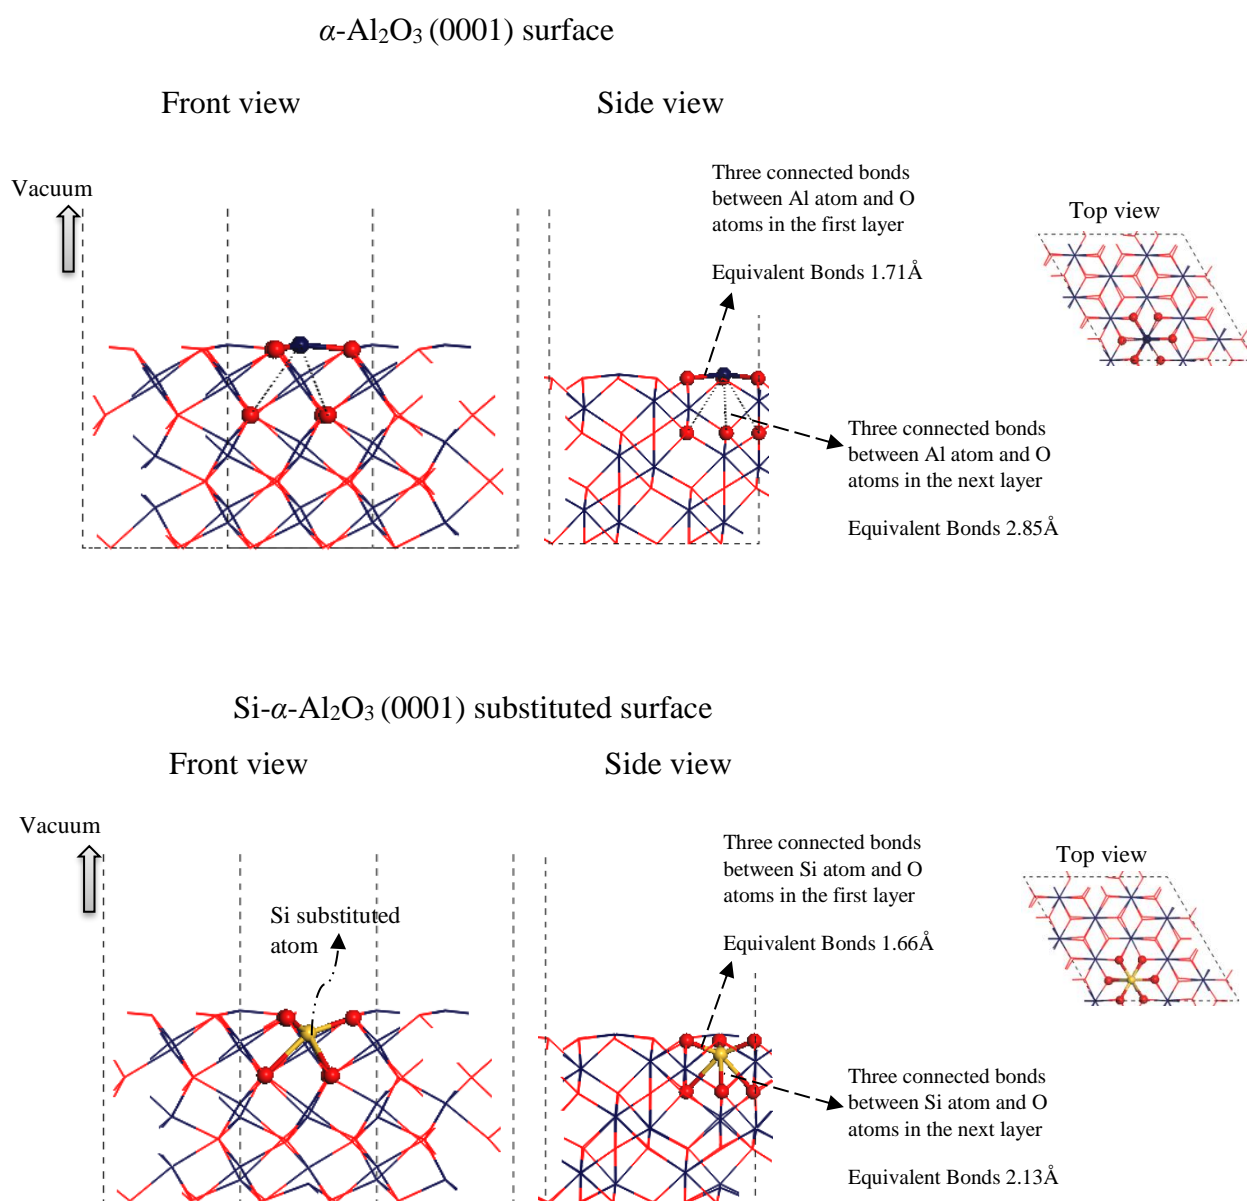 α-Al₂O₃ (0001) surface
Front view
Side view
Vacuum
Three connected bonds
between Al atom and O
atoms in the first layer
Equivalent Bonds 1.71Å
Top view
Three connected bonds
between Al atom and O
atoms in the next layer
Equivalent Bonds 2.85Å
Si-α-Al₂O₃ (0001) substituted surface
Front view
Side view
Vacuum
Si substituted
atom
Three connected bonds
between Si atom and O
atoms in the first layer
Equivalent Bonds 1.66Å
Top view
Three connected bonds
between Si atom and O
atoms in the next layer
Equivalent Bonds 2.13Å